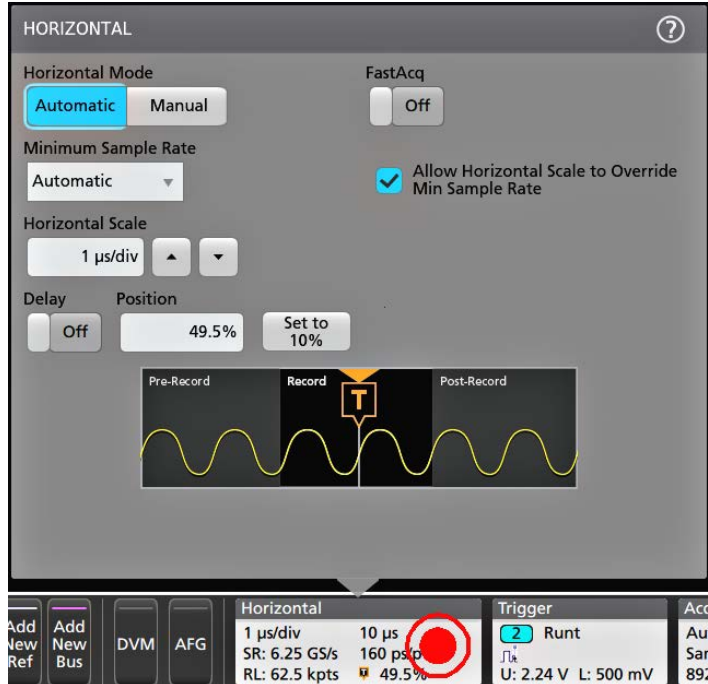 HORIZONTAL ?
Horizontal Mode
Automatic Manual
FastAcq
Off
Minimum Sample Rate
Automatic
Allow Horizontal Scale to Override
Min Sample Rate
Horizontal Scale
1 µs/div
Delay Position
Off 49.5% Set to
10%
Pre-Record Record Post-Record
T
Add
New
Ref
Add
New
Bus
DVM
AFG
Horizontal
1 µs/div 10 µs
SR: 6.25 GS/s 160
RL: 62.5 kpts 49.5%
Trigger
2 Runt
U: 2.24 V L: 500 mV
892